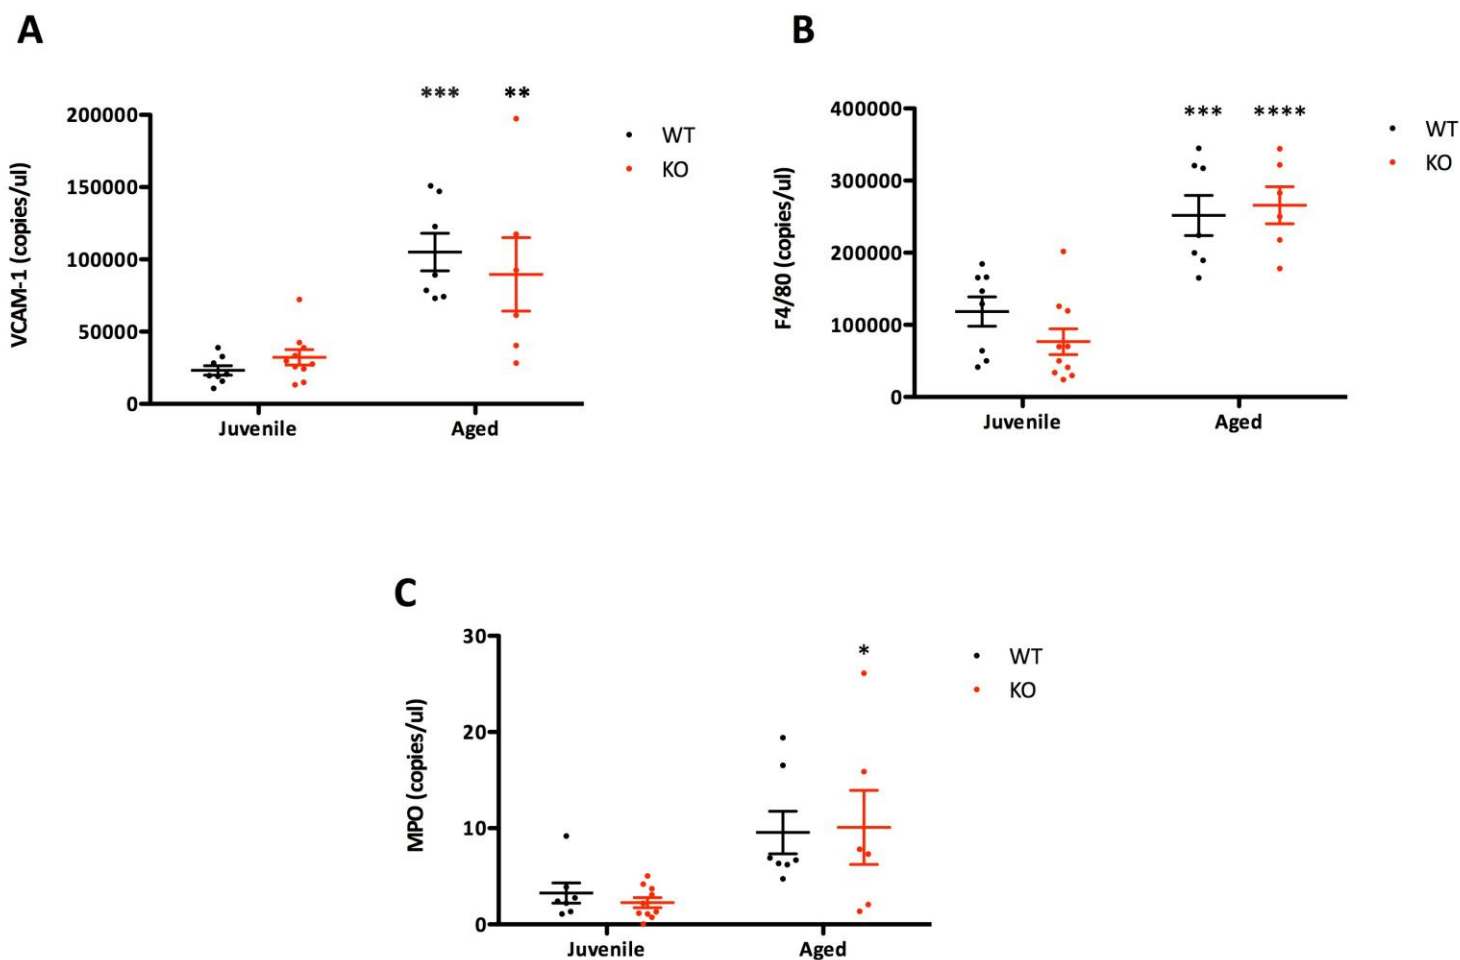 A
VCAM-1 (copies/ul)
200000
150000
100000
50000
0
*** **
Juvenile Aged
WT
KO
B
F4/80 (copies/ul)
400000
300000
200000
100000
0
*** ****
Juvenile Aged
WT
KO
C
MPO (copies/ul)
30
20
10
0
*
Juvenile Aged
WT
KO